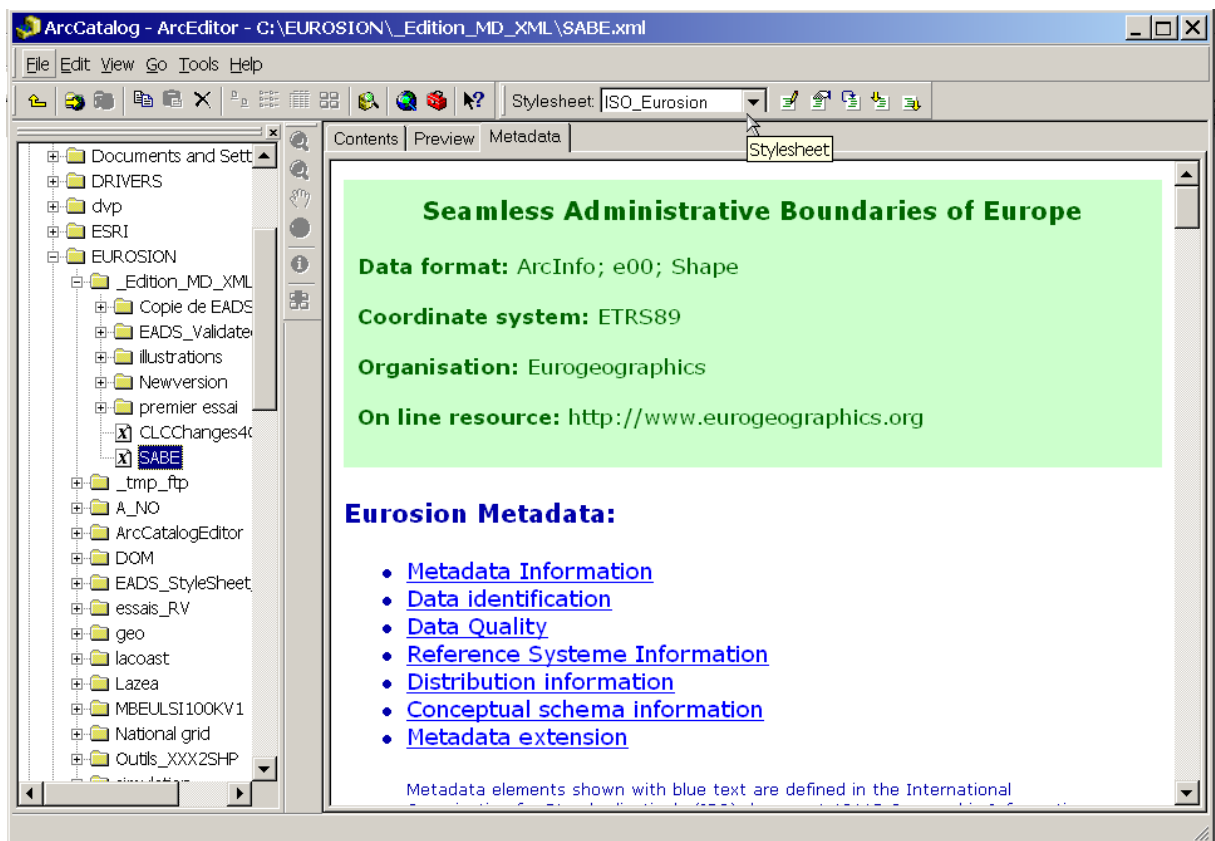 ArcCatalog - ArcEditor - C:\EUROSION\_Edition_MD_XML\SABE.xml
File Edit View Go Tools Help
Stylesheet: ISO_Eurosion
Stylesheet
Documents and Sett
DRIVERS
dvp
ESRI
EUROSION
_Edition_MD_XML
Copie de EADS
EADS_Validate
illustrations
Newversion
premier essai
CLCChanges4
SABE
_tmp_ftp
A_NO
ArcCatalogEditor
DOM
EADS_StyleSheet_
essais_RV
geo
lacoast
Lazea
MBEULSI100KV1
National grid
Outils_XXX2SHP
Contents Preview Metadata
Seamless Administrative Boundaries of Europe
Data format: ArcInfo; e00; Shape
Coordinate system: ETRS89
Organisation: Eurogeographics
On line resource: http://www.eurogeographics.org
Eurosion Metadata:
• Metadata Information
• Data identification
• Data Quality
• Reference Systeme Information
• Distribution information
• Conceptual schema information
• Metadata extension
Metadata elements shown with blue text are defined in the International